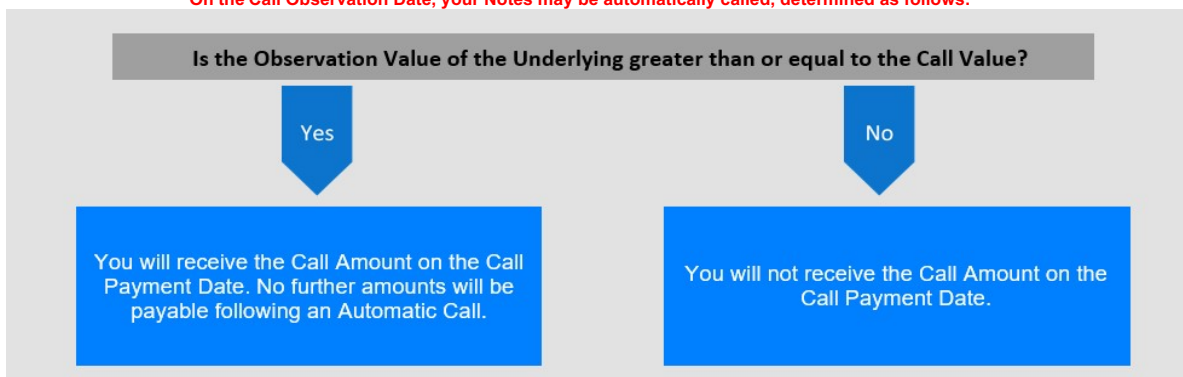 On the Call Observation Date, your Notes may be automatically called, determined as follows:
Is the Observation Value of the Underlying greater than or equal to the Call Value?
Yes
No
You will receive the Call Amount on the Call
Payment Date. No further amounts will be
payable following an Automatic Call.
You will not receive the Call Amount on the
Call Payment Date.